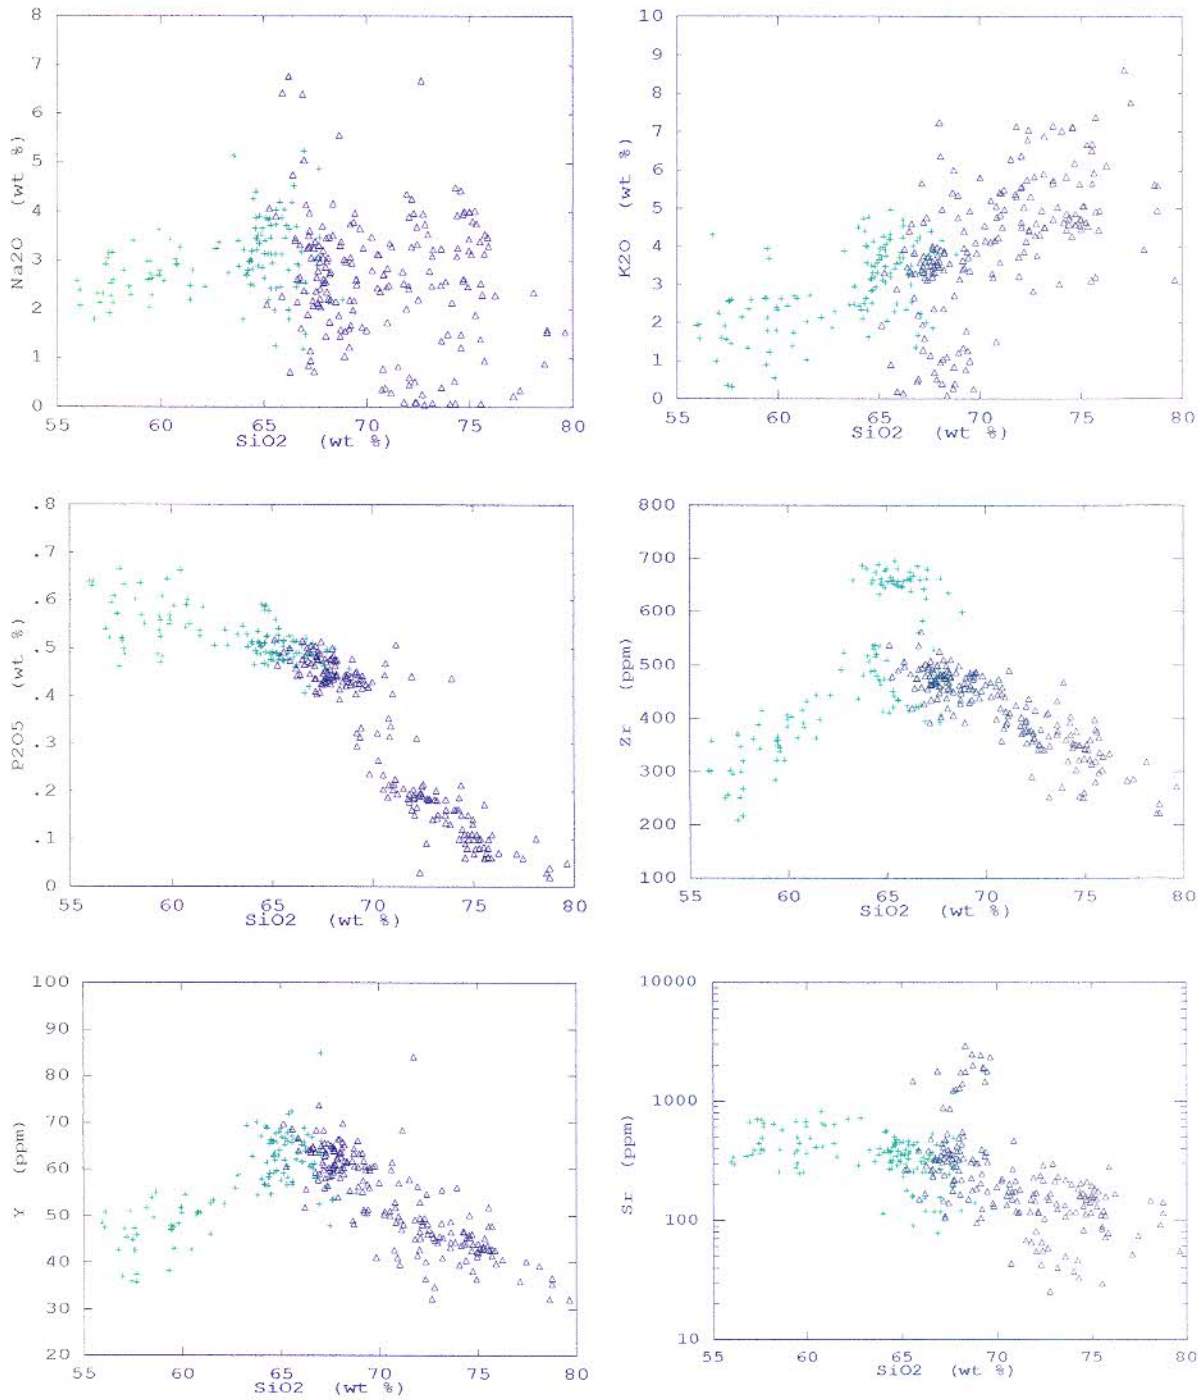 8
7
6
5
4
3
2
1
0
Na2O (wt %)
55 60 65 70 75 80
SiO2 (wt %)
10
9
8
7
6
5
4
3
2
1
0
K2O (wt %)
55 60 65 70 75 80
SiO2 (wt %)
.8
.7
.6
.5
.4
.3
.2
.1
0
P2O5 (wt %)
55 60 65 70 75 80
SiO2 (wt %)
800
700
600
500
400
300
200
100
Zr (ppm)
55 60 65 70 75 80
SiO2 (wt %)
100
90
80
70
60
50
40
30
20
Y (ppm)
55 60 65 70 75 80
SiO2 (wt %)
10000
1000
100
10
Sr (ppm)
55 60 65 70 75 80
SiO2 (wt %)